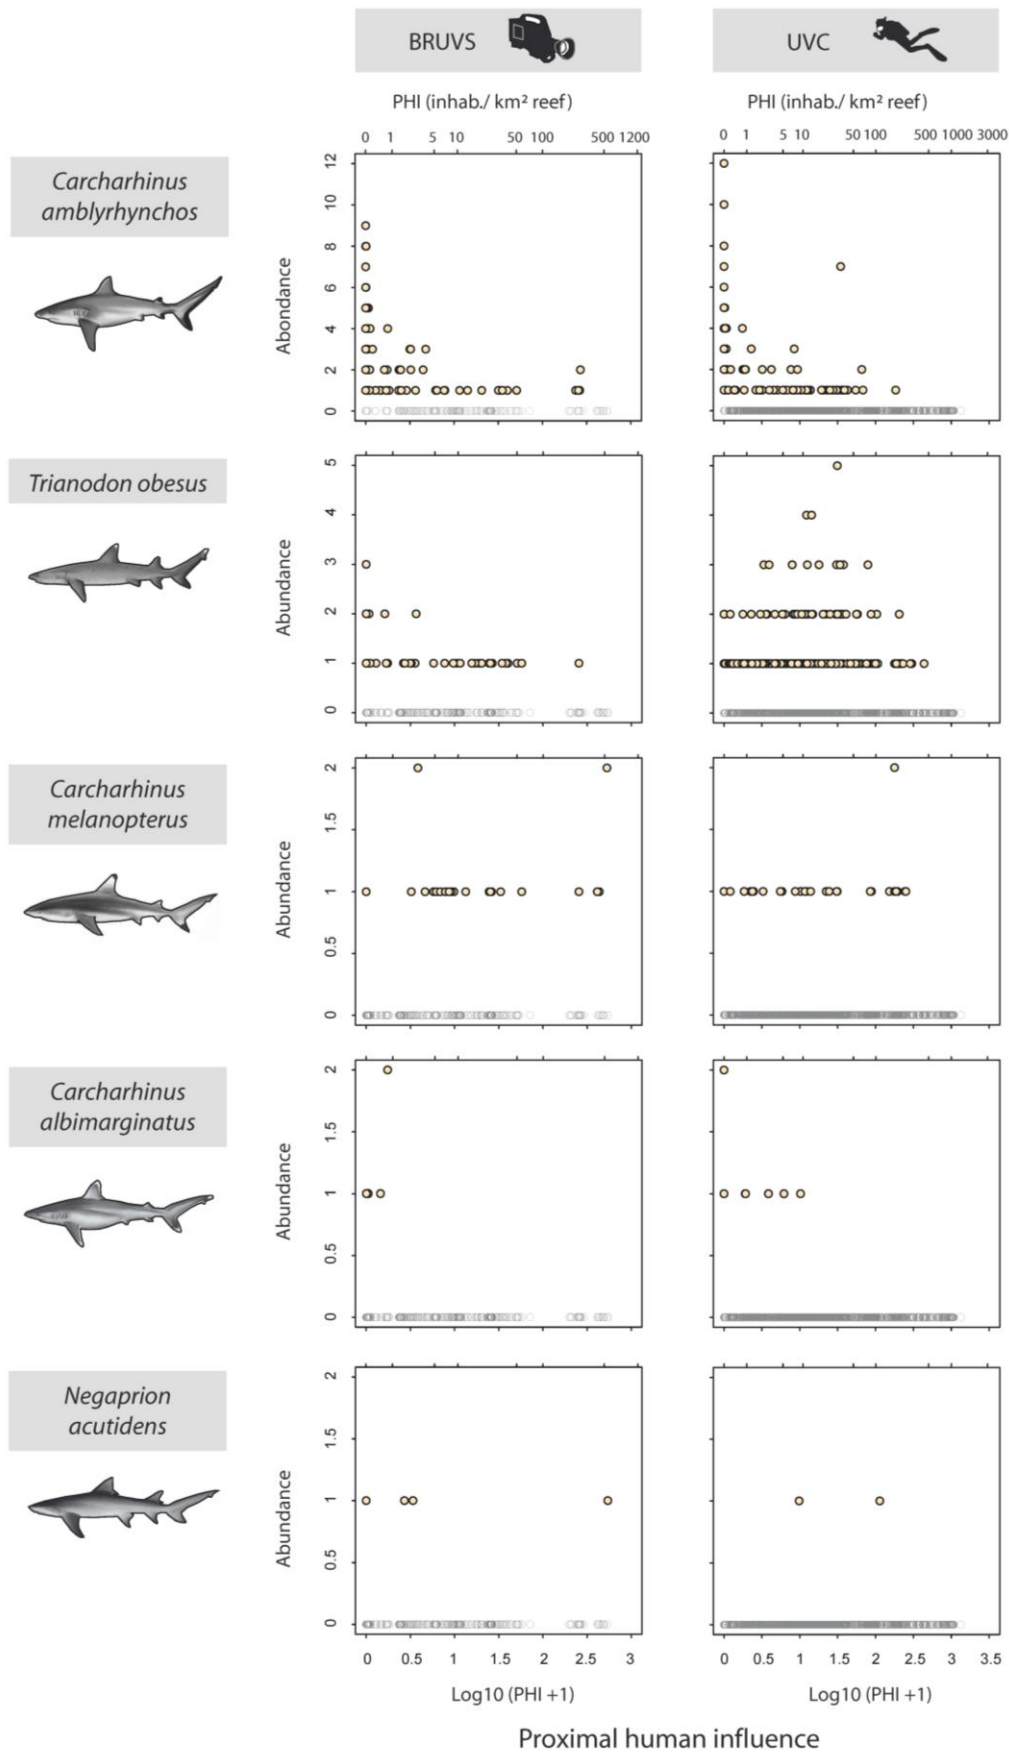 BRUVS
UVC
PHI (inhab./ km² reef)
PHI (inhab./ km² reef)
0 1 5 10 50 100 500 1200
0 1 5 10 50 100 500 1000 3000
Carcharhinus
amblyrhynchos
Abondance
12
10
8
6
4
2
0
Trianodon obesus
Abundance
5
4
3
2
1
0
Carcharhinus
melanopterus
Abundance
2
1.5
1
0.5
0
Carcharhinus
albimarginatus
Abundance
2
1.5
1
0.5
0
Negaprion
acutidens
Abundance
2
1.5
1
0.5
0
0 0.5 1 1.5 2 2.5 3
0 0.5 1 1.5 2 2.5 3 3.5
Log10 (PHI +1)
Log10 (PHI +1)
Proximal human influence